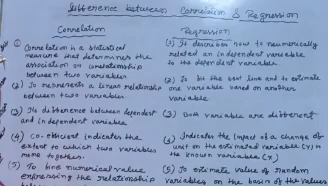 Difference between Correlation & Regression
Correlation
Regression
(1) Correlation is a statistical
measure that determines the
association or corelationship
between two variables
(2) To represents a linear relationship
between two variables
(3) No difference between dependent
and independent variable
(4) Co-efficient indicates the
extent to which two variables
move together.
(5) To find numerical value
expressing the relationship
(1) It describes how to numerically
related an independent variable
to the dependent variable.
(2) To fit the best line and to estimate
one variable based on another
variable
(3) Both variable are different
(4) Indicates the impact of a change of
unit on the estimated variable (Y) in
the known variable (X)
(5) To estimate value of random
variables on the basis of the values